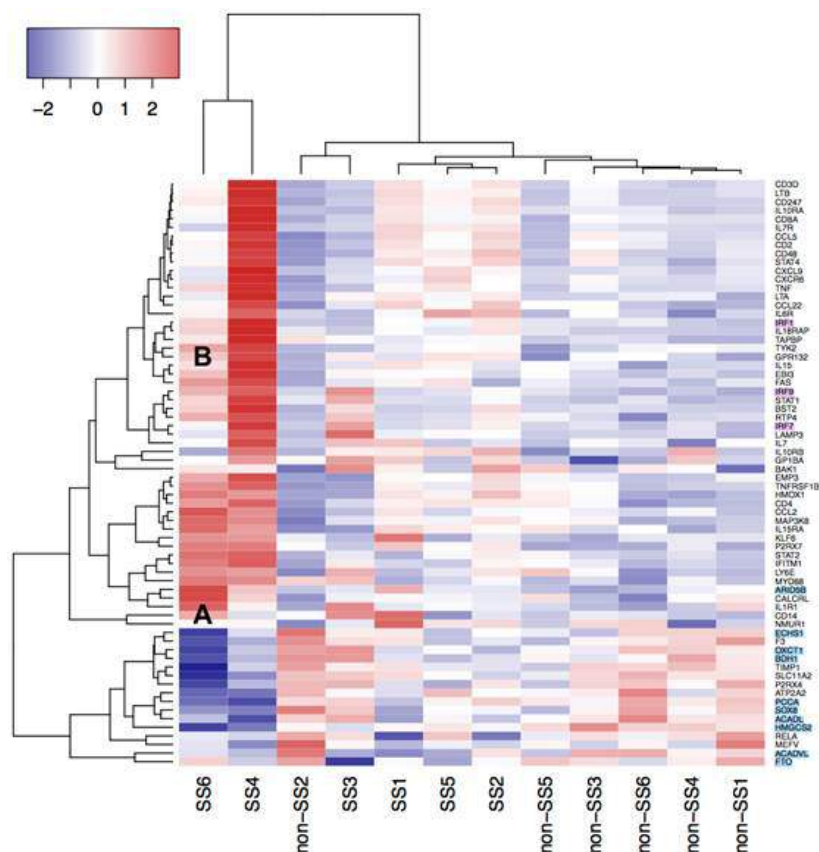 −2 0 1 2
CD3D
LTB
CD247
IL10RA
CD8A
IL7R
CCL5
CD2
CD48
STAT4
CXCL9
CXCR6
TNF
LTA
CCL22
IL6R
IRF1
IL18RAP
TAPBP
B
TYK2
GPR132
IL15
EBI3
FAS
IRF9
STAT1
BST2
RTP4
IRF7
LAMP3
IL7
IL10RB
GP1BA
BAK1
EMP3
TNFRSF1B
HMOX1
CD4
CCL2
MAP3K8
IL15RA
KLF6
P2RX7
STAT2
IFITM1
LY6E
MYD88
ARID5B
CALCRL
IL1R1
A
CD14
NMUR1
ECHS1
F3
OXCT1
BDH1
TIMP1
SLC11A2
P2RX4
ATP2A2
PCCA
SOX8
ACADL
HMGCS2
RELA
MEFV
ACADVL
FTO
SS6
SS4
non−SS2
SS3
SS1
SS5
SS2
non−SS5
non−SS3
non−SS6
non−SS4
non−SS1